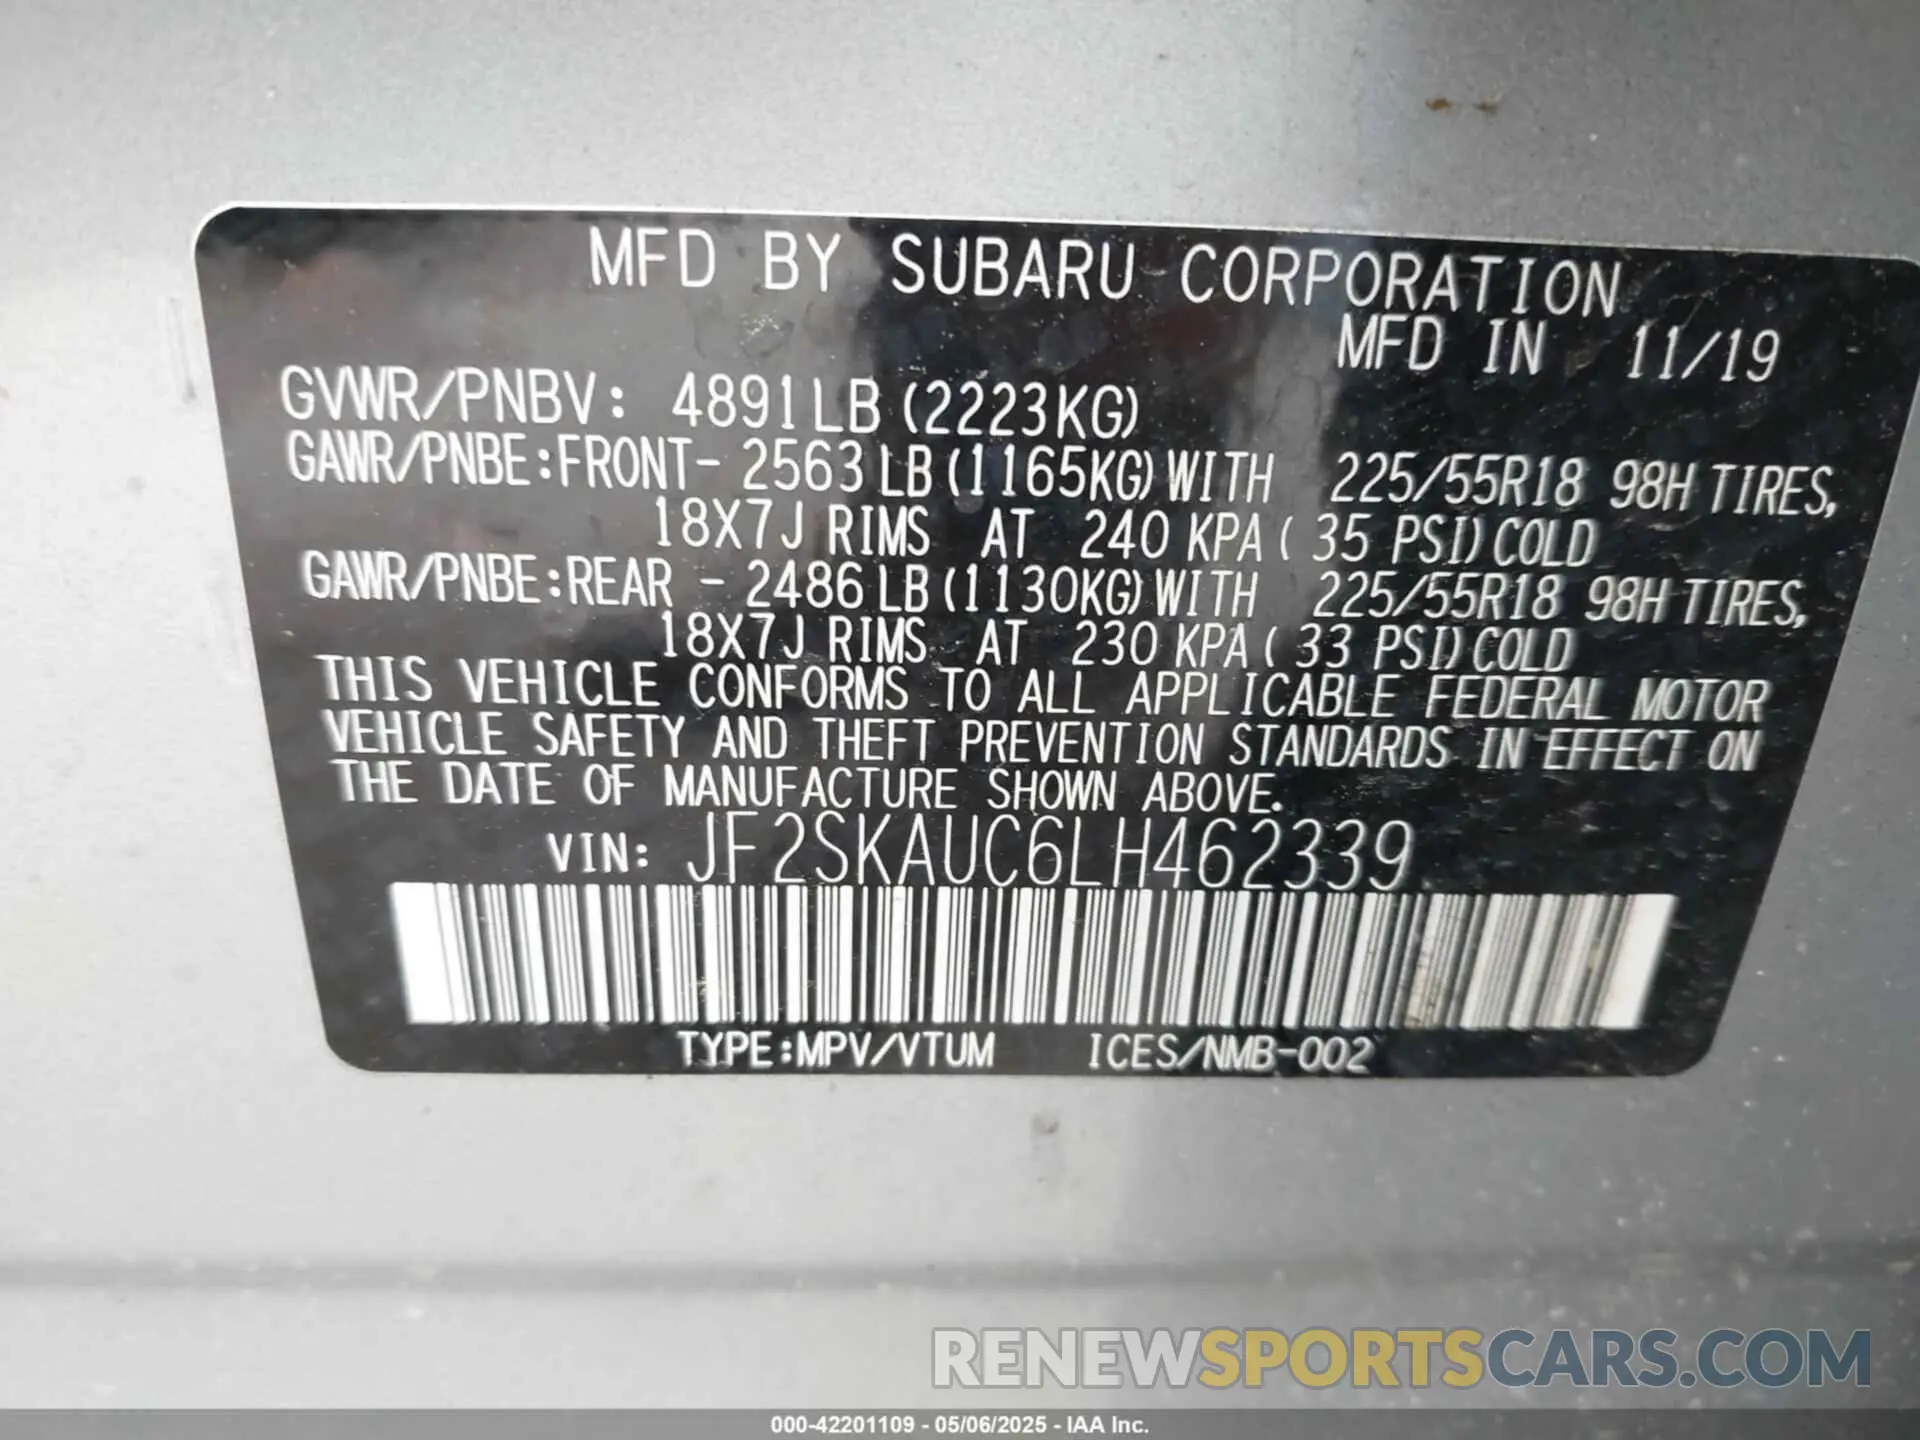 MFD BY SUBARU CORPORATION
MFD IN 11/19
GVWR/PNBV: 4891LB (2223KG)
GAWR/PNBE:FRONT- 2563 LB (1165KG) WITH 225/55R18 98H TIRES,
18X7J RIMS AT 240 KPA ( 35 PSI) COLD
GAWR/PNBE:REAR - 2486 LB (1130KG) WITH 225/55R18 98H TIRES,
18X7J RIMS AT 230 KPA ( 33 PSI) COLD
THIS VEHICLE CONFORMS TO ALL APPLICABLE FEDERAL MOTOR
VEHICLE SAFETY AND THEFT PREVENTION STANDARDS IN EFFECT ON
THE DATE OF MANUFACTURE SHOWN ABOVE.
VIN: JF2SKAUC6LH462339
TYPE:MPV/VTUM ICES/NMB-002
RENEWSPORTSCARS.COM
000-42201109 - 05/06/2025 - IAA Inc.